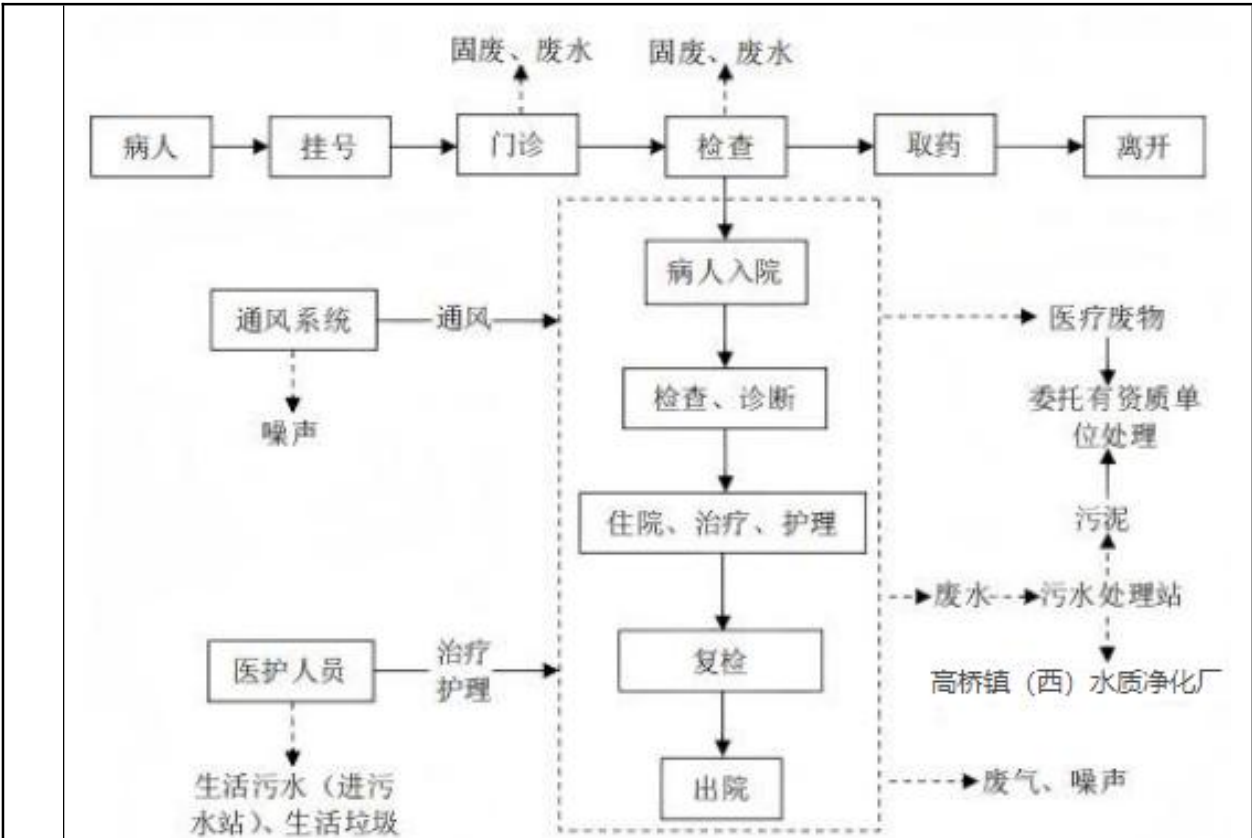 固废、废水
固废、废水
病人
挂号
门诊
检查
取药
离开
病人入院
通风系统
通风
医疗废物
噪声
检查、诊断
委托有资质单
位处理
住院、治疗、护理
污泥
废水
污水处理站
医护人员
治疗
护理
复检
高桥镇（西）水质净化厂
生活污水（进污
水站）、生活垃圾
出院
废气、噪声